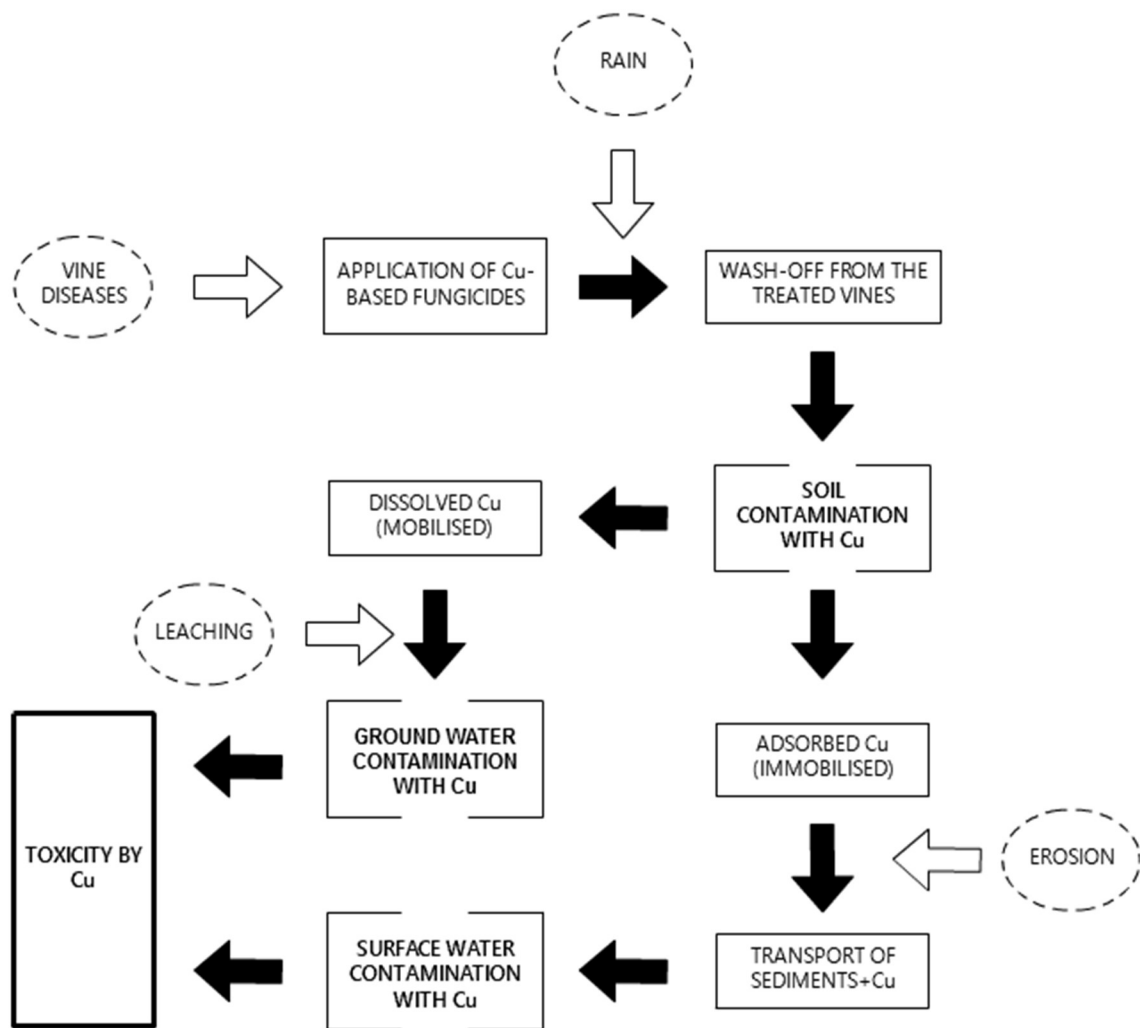 RAIN
VINE
DISEASES
APPLICATION OF Cu-
BASED FUNGICIDES
WASH-OFF FROM THE
TREATED VINES
DISSOLVED Cu
(MOBILISED)
SOIL
CONTAMINATION
WITH Cu
LEACHING
GROUND WATER
CONTAMINATION
WITH Cu
ADSORBED Cu
(IMMOBILISED)
TOXICITY BY
Cu
EROSION
SURFACE WATER
CONTAMINATION
WITH Cu
TRANSPORT OF
SEDIMENTS+Cu